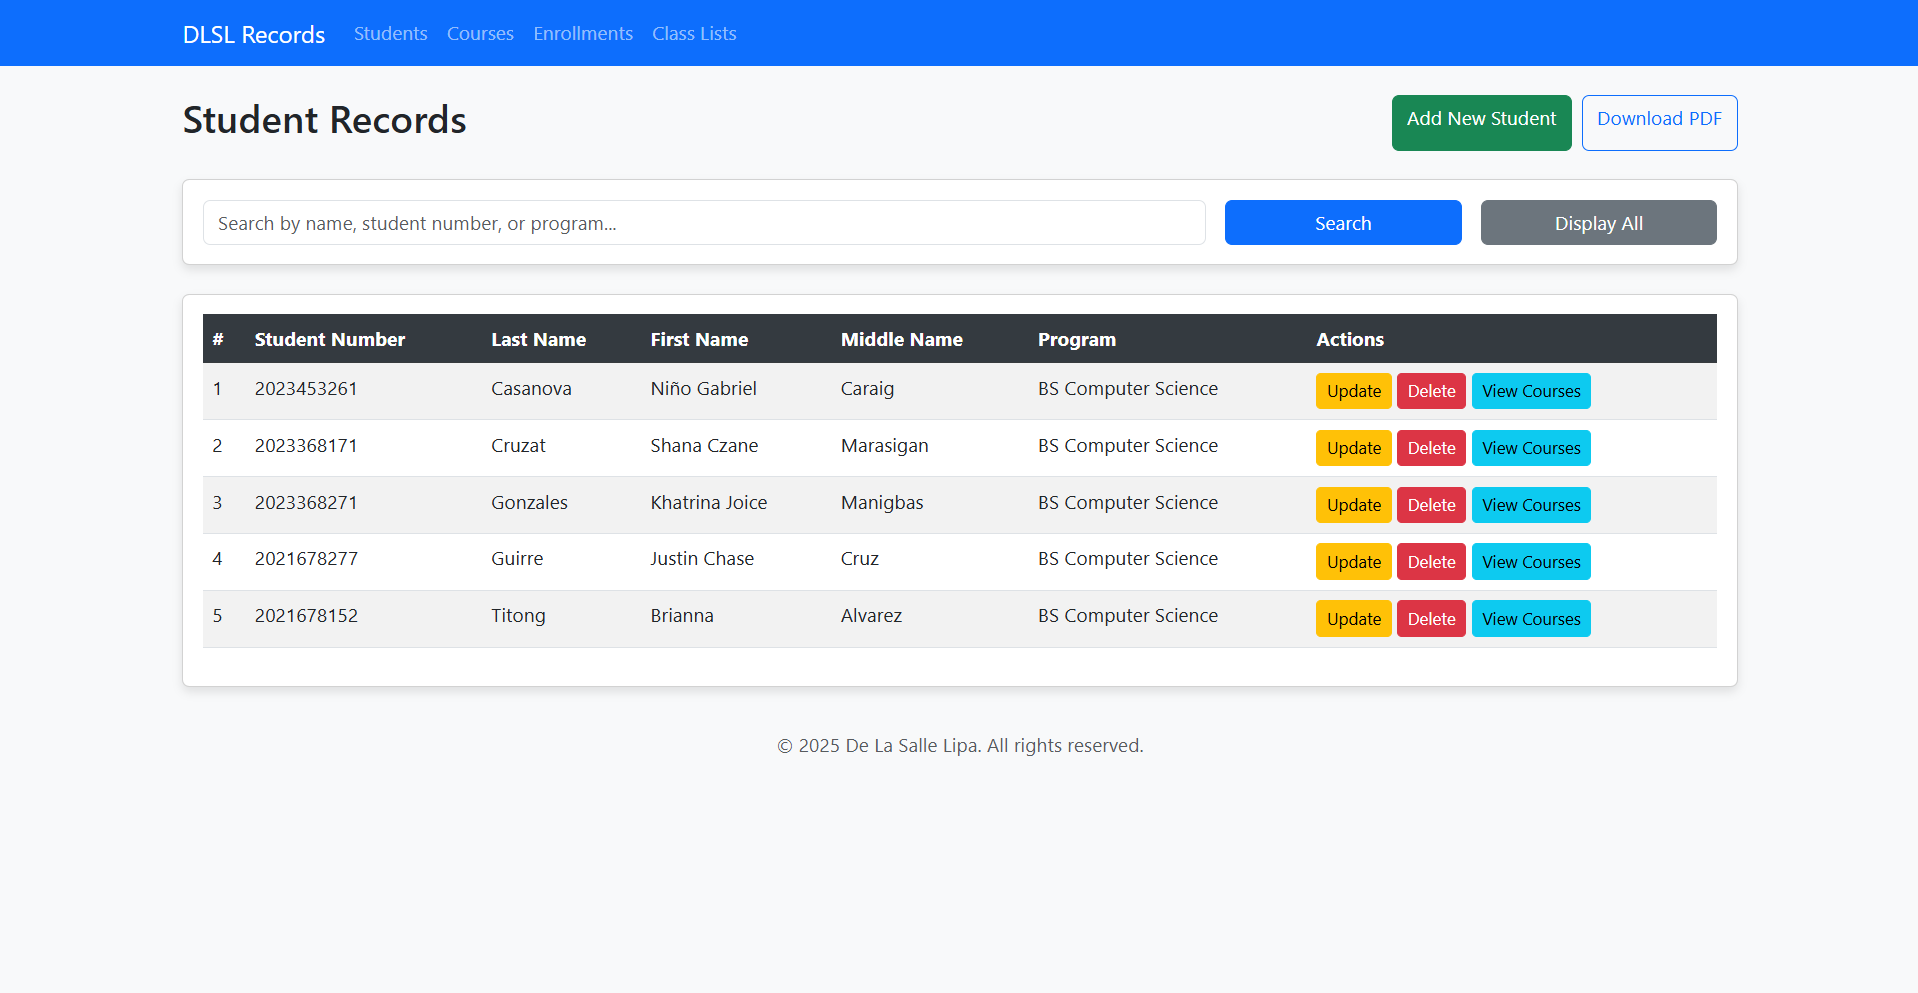 DLSL Records Students Courses Enrollments Class Lists
Student Records Add New Student Download PDF
Search by name, student number, or program... Search Display All
# Student Number Last Name First Name Middle Name Program Actions
1 2023453261 Casanova Niño Gabriel Caraig BS Computer Science Update Delete View Courses
2 2023368171 Cruzat Shana Czane Marasigan BS Computer Science Update Delete View Courses
3 2023368271 Gonzales Khatrina Joice Manigbas BS Computer Science Update Delete View Courses
4 2021678277 Guirre Justin Chase Cruz BS Computer Science Update Delete View Courses
5 2021678152 Titong Brianna Alvarez BS Computer Science Update Delete View Courses
© 2025 De La Salle Lipa. All rights reserved.